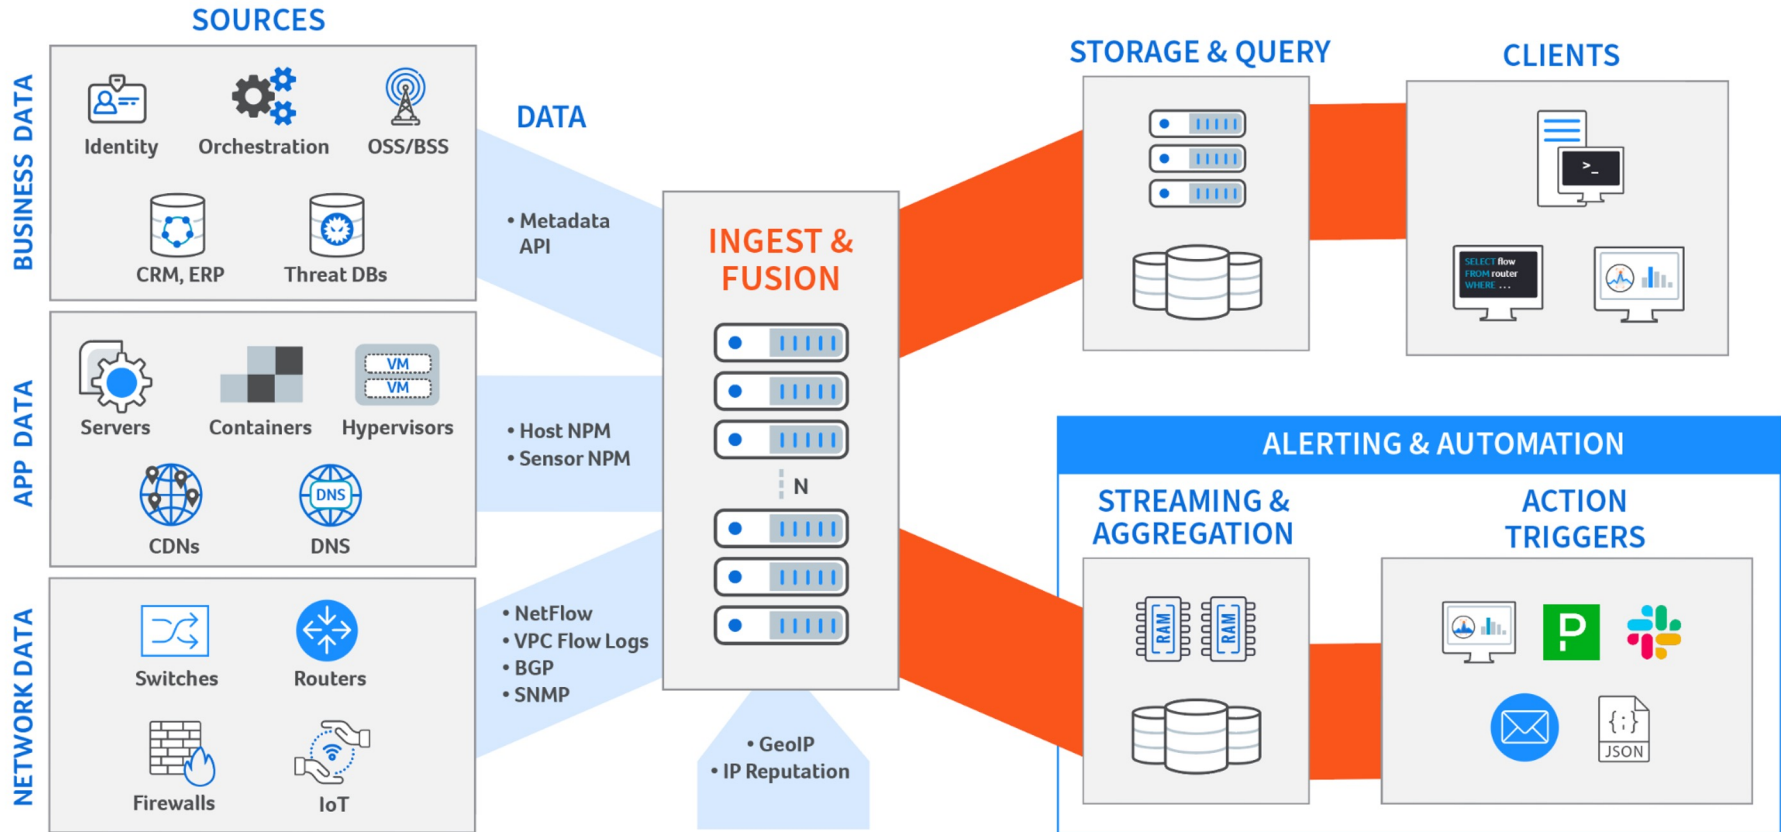 SOURCES
BUSINESS DATA
Identity
Orchestration
OSS/BSS
CRM, ERP
Threat DBs
APP DATA
Servers
Containers
VM
VM
Hypervisors
CDNs
DNS
DNS
NETWORK DATA
Switches
Routers
Firewalls
IoT
DATA
• Metadata
API
• Host NPM
• Sensor NPM
• NetFlow
• VPC Flow Logs
• BGP
• SNMP
INGEST &
FUSION
N
• GeoIP
• IP Reputation
STORAGE & QUERY
CLIENTS
>_
SELECT flow
FROM router
WHERE ...
ALERTING & AUTOMATION
STREAMING &
AGGREGATION
RAM
RAM
ACTION
TRIGGERS
P
{;}
JSON